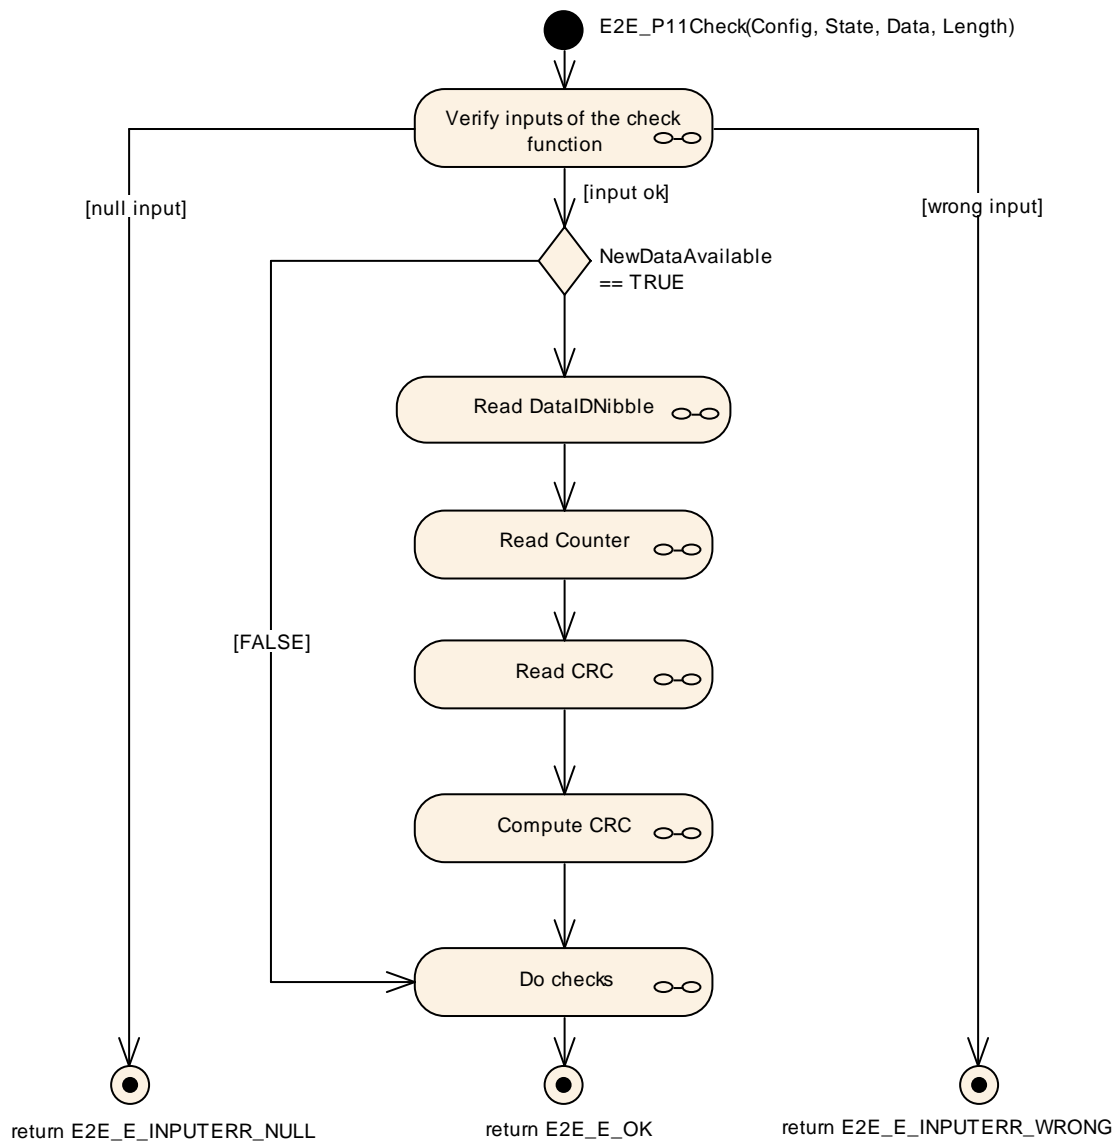 E2E_P11Check(Config, State, Data, Length)
Verify inputs of the check
function
[input ok]
[null input]
[wrong input]
NewDataAvailable
== TRUE
Read DataIDNibble
Read Counter
[FALSE]
Read CRC
Compute CRC
Do checks
return E2E_E_INPUTERR_NULL
return E2E_E_OK
return E2E_E_INPUTERR_WRONG